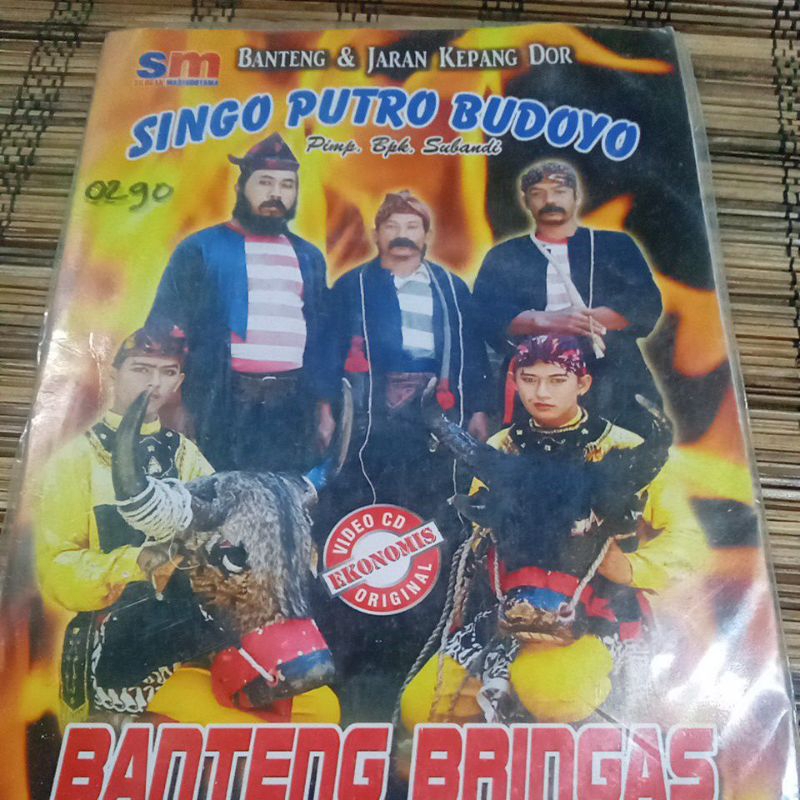 sm
BANTENG & JARAN KEPANG DOR
SINGO PUTRO BUDOYO
Pimp. Bpk. Subandi
0290
VIDEO CD
EKONOMIS
ORIGINAL
BANTENG BRINGAS